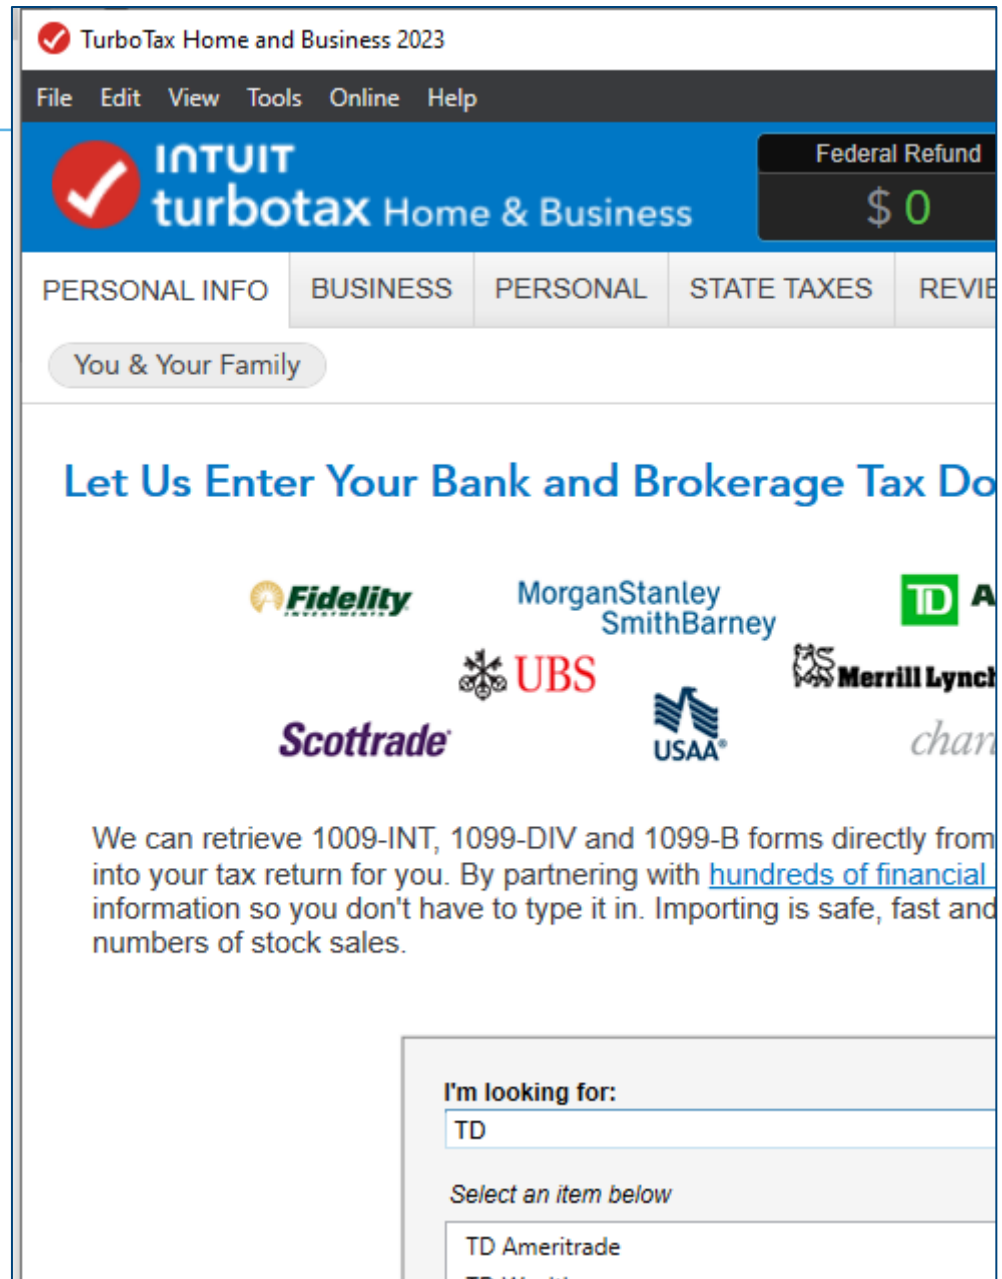 TurboTax Home and Business 2023
File Edit View Tools Online Help
INTUIT
turbotax Home & Business
Federal Refund
$ 0
PERSONAL INFO BUSINESS PERSONAL STATE TAXES REVIE
You & Your Family
Let Us Enter Your Bank and Brokerage Tax Do
Fidelity
INVESTMENTS
MorganStanley
SmithBarney
TD A
UBS
Merrill Lynch
Scottrade
USAA
char
We can retrieve 1009-INT, 1099-DIV and 1099-B forms directly from
into your tax return for you. By partnering with hundreds of financial
information so you don't have to type it in. Importing is safe, fast and
numbers of stock sales.
I'm looking for:
TD
Select an item below
TD Ameritrade